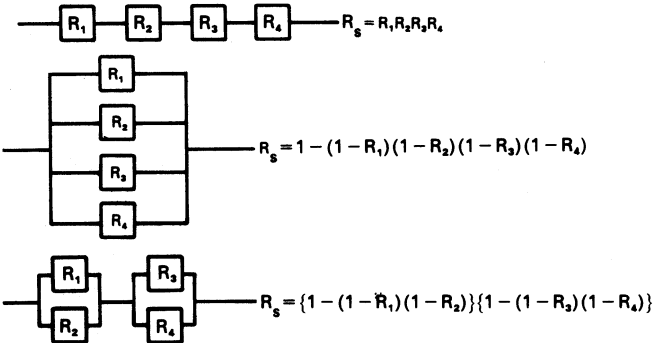 R₁ R₂ R₃ R₄ Rₛ = R₁R₂R₃R₄
R₁
R₂
Rₛ = 1 − (1 − R₁)(1 − R₂)(1 − R₃)(1 − R₄)
R₃
R₄
R₁ R₃
Rₛ = {1 − (1 − R₁)(1 − R₂)}{1 − (1 − R₃)(1 − R₄)}
R₂ R₄